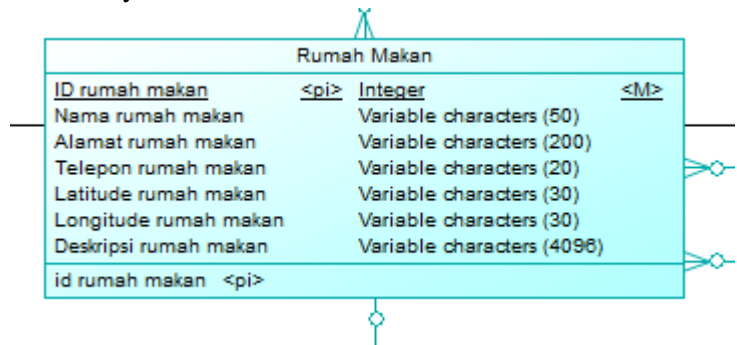 Rumah Makan
ID rumah makan <pi> Integer <M>
Nama rumah makan Variable characters (50)
Alamat rumah makan Variable characters (200)
Telepon rumah makan Variable characters (20)
Latitude rumah makan Variable characters (30)
Longitude rumah makan Variable characters (30)
Deskripsi rumah makan Variable characters (4096)
id rumah makan <pi>